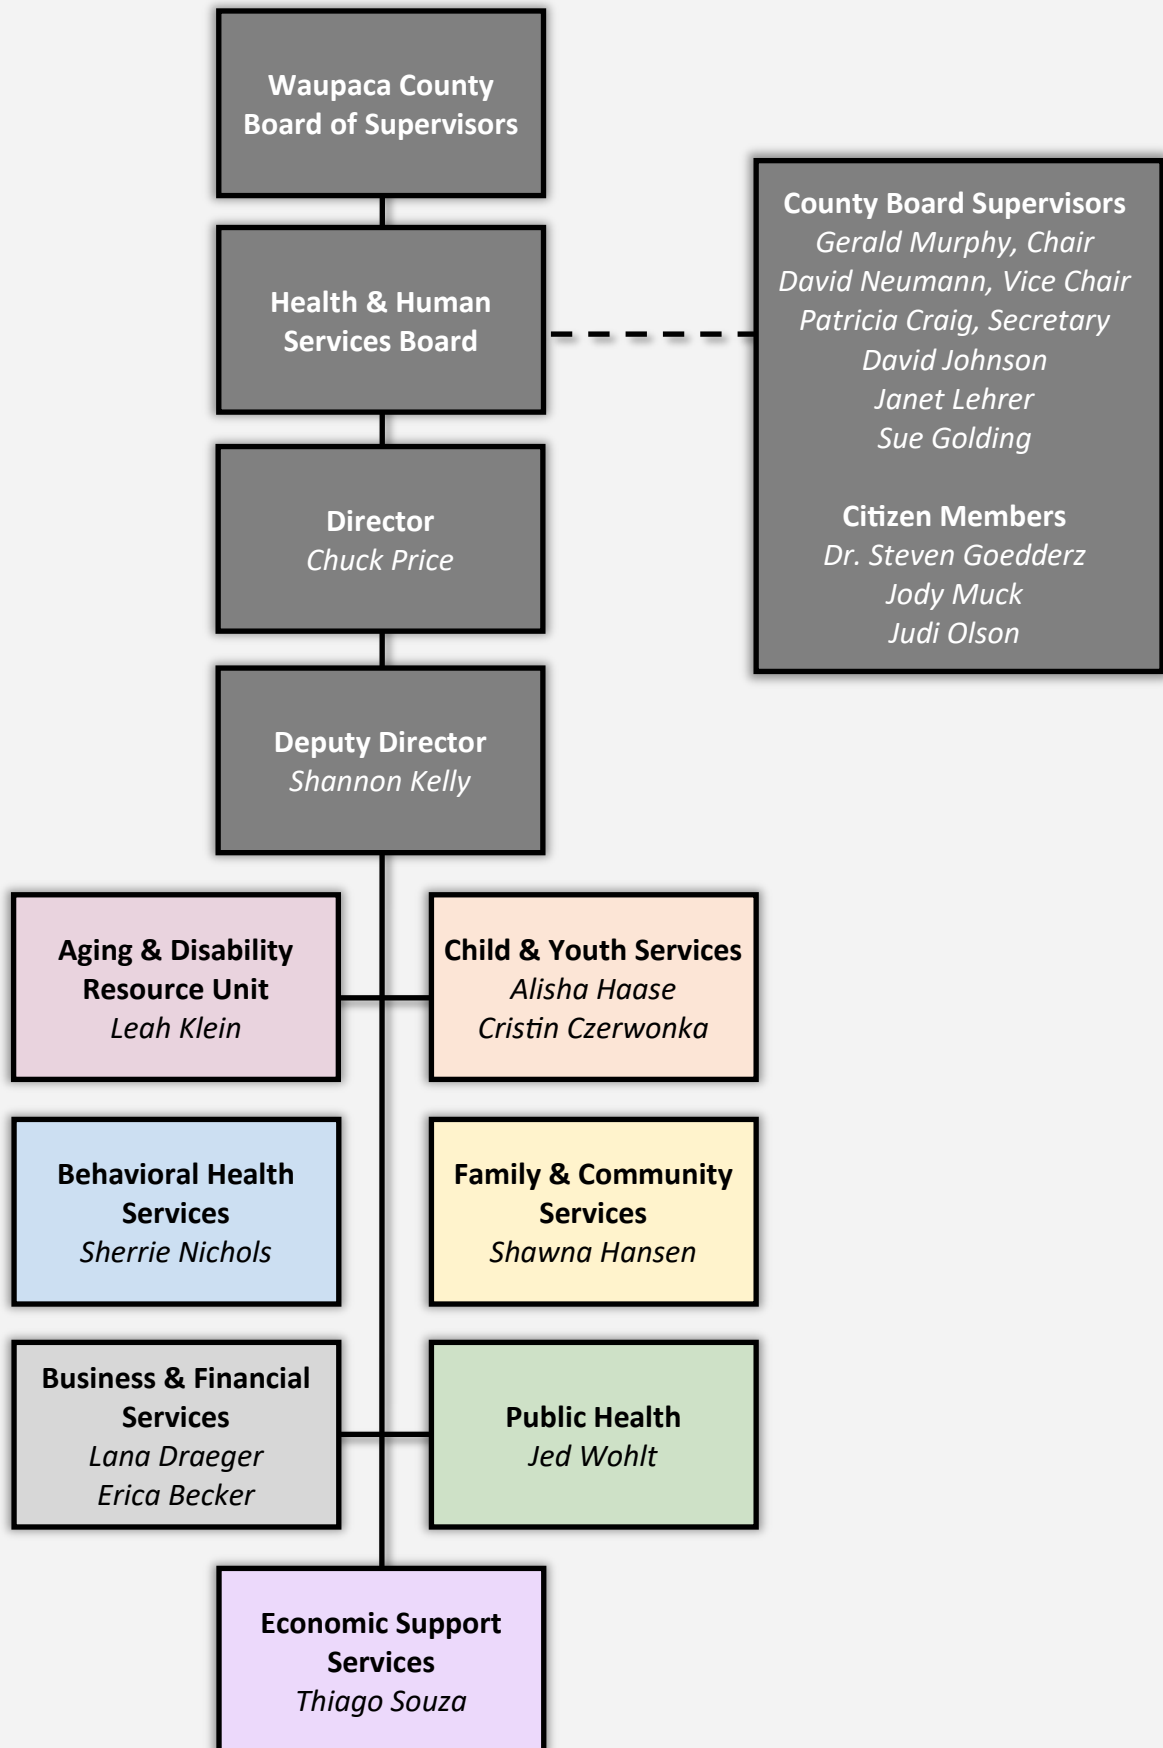 Waupaca County
Board of Supervisors
Health & Human
Services Board
County Board Supervisors
Gerald Murphy, Chair
David Neumann, Vice Chair
Patricia Craig, Secretary
David Johnson
Janet Lehrer
Sue Golding
Citizen Members
Dr. Steven Goedderz
Jody Muck
Judi Olson
Director
Chuck Price
Deputy Director
Shannon Kelly
Aging & Disability
Resource Unit
Leah Klein
Child & Youth Services
Alisha Haase
Cristin Czerwonka
Behavioral Health
Services
Sherrie Nichols
Family & Community
Services
Shawna Hansen
Business & Financial
Services
Lana Draeger
Erica Becker
Public Health
Jed Wohlt
Economic Support
Services
Thiago Souza